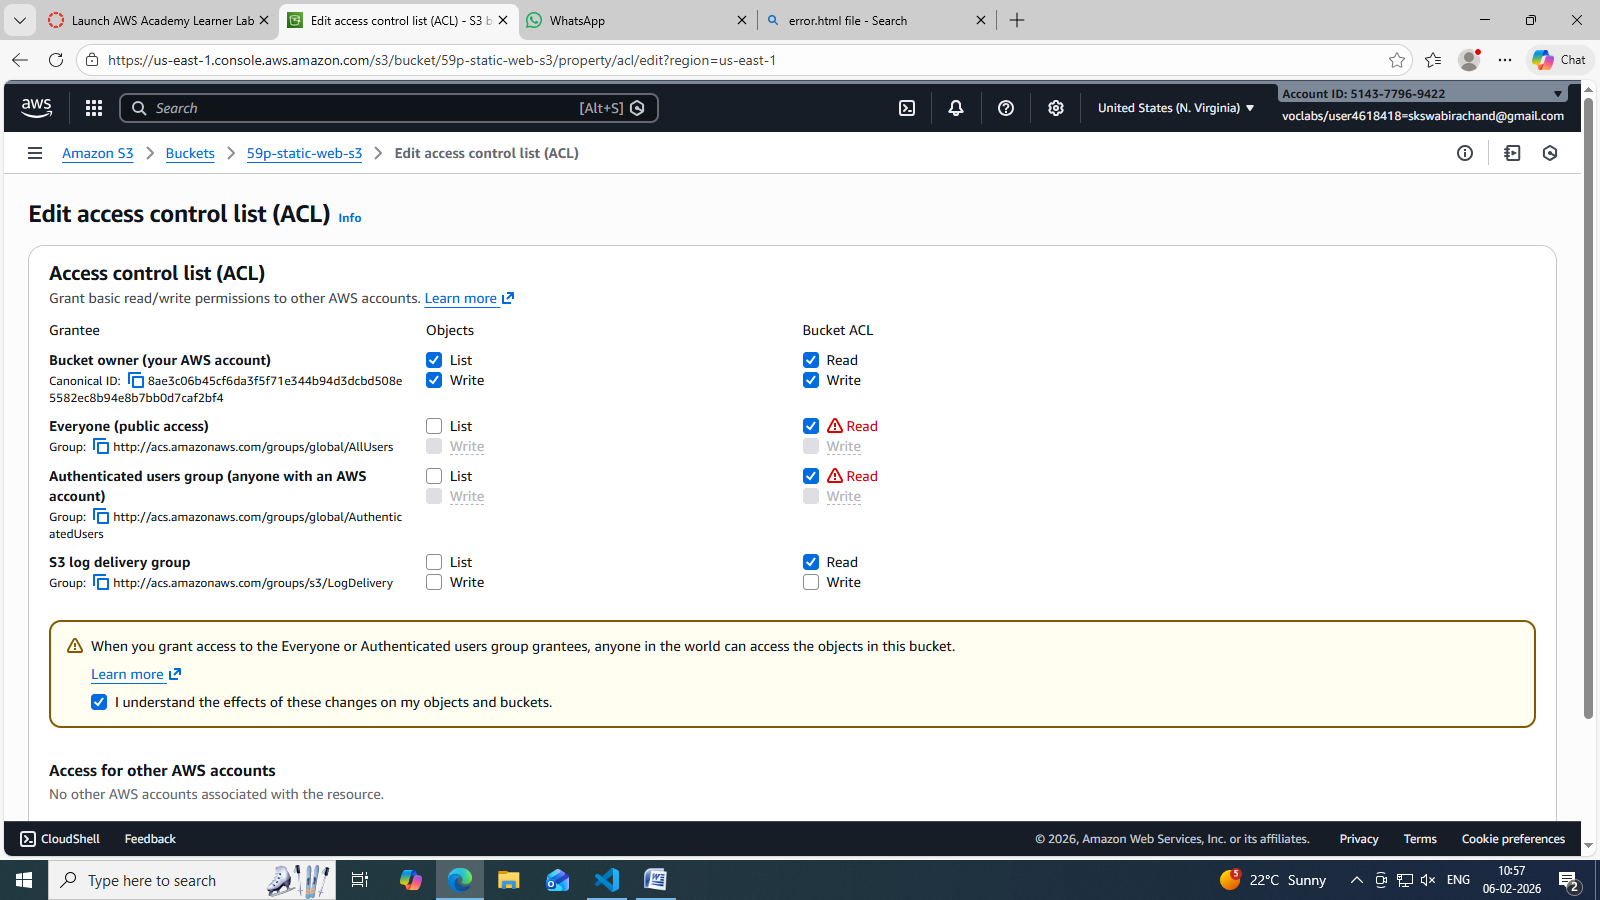 Launch AWS Academy Learner Lab
Edit access control list (ACL) - S3 b
WhatsApp
error.html file - Search
https://us-east-1.console.aws.amazon.com/s3/bucket/59p-static-web-s3/property/acl/edit?region=us-east-1
Chat
aws
Search
[Alt+S]
United States (N. Virginia)
Account ID: 5143-7796-9422
voclabs/user4618418=skswabirachand@gmail.com
Amazon S3
Buckets
59p-static-web-s3
Edit access control list (ACL)
Edit access control list (ACL) Info
Access control list (ACL)
Grant basic read/write permissions to other AWS accounts. Learn more
Grantee Objects Bucket ACL
Bucket owner (your AWS account)
Canonical ID: 8ae3c06b45cf6da3f5f71e344b94d3dcbd508e
5582ec8b94e8b7bb0d7caf2bf4
List
Write
Read
Write
Everyone (public access)
Group: http://acs.amazonaws.com/groups/global/AllUsers
List
Write
Read
Write
Authenticated users group (anyone with an AWS
account)
Group: http://acs.amazonaws.com/groups/global/Authentic
atedUsers
List
Write
Read
Write
S3 log delivery group
Group: http://acs.amazonaws.com/groups/s3/LogDelivery
List
Write
Read
Write
When you grant access to the Everyone or Authenticated users group grantees, anyone in the world can access the objects in this bucket.
Learn more
I understand the effects of these changes on my objects and buckets.
Access for other AWS accounts
No other AWS accounts associated with the resource.
CloudShell
Feedback
© 2026, Amazon Web Services, Inc. or its affiliates.
Privacy
Terms
Cookie preferences
Type here to search
5
22°C Sunny
ENG
10:57
06-02-2026
2